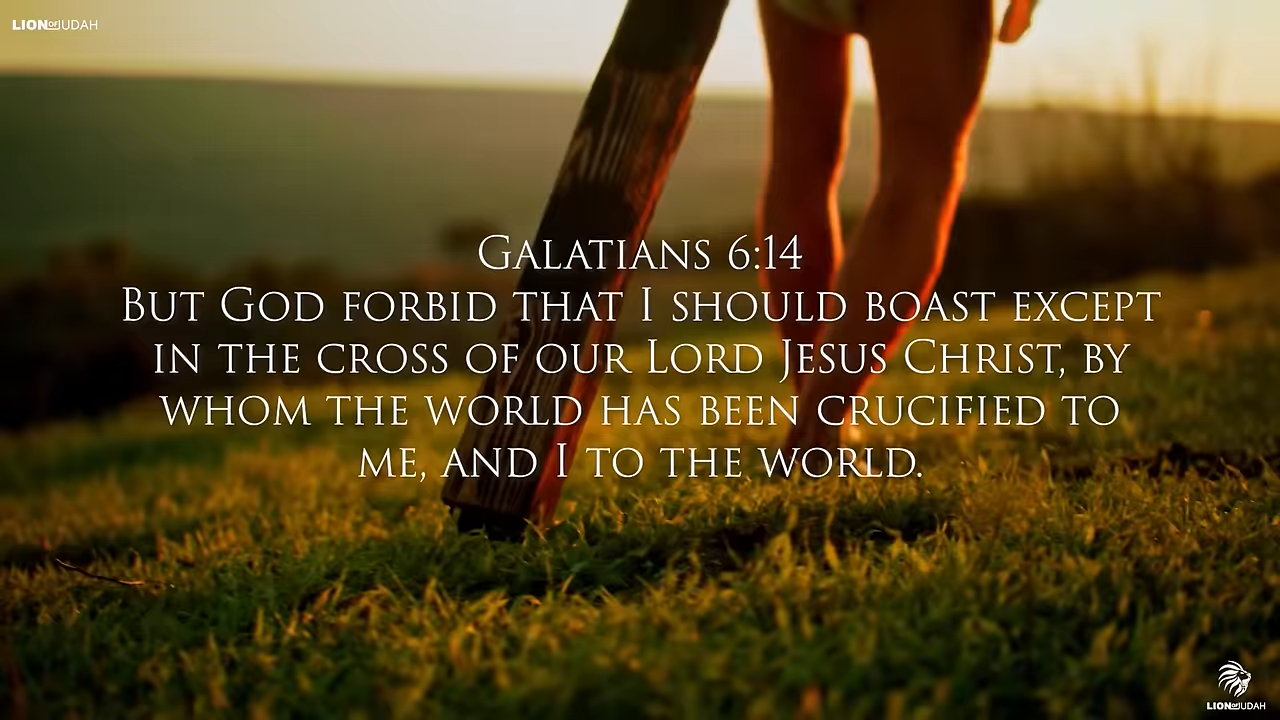 LION OF JUDAH
GALATIANS 6:14
BUT GOD FORBID THAT I SHOULD BOAST EXCEPT
IN THE CROSS OF OUR LORD JESUS CHRIST, BY
WHOM THE WORLD HAS BEEN CRUCIFIED TO
ME, AND I TO THE WORLD.
LION OF JUDAH